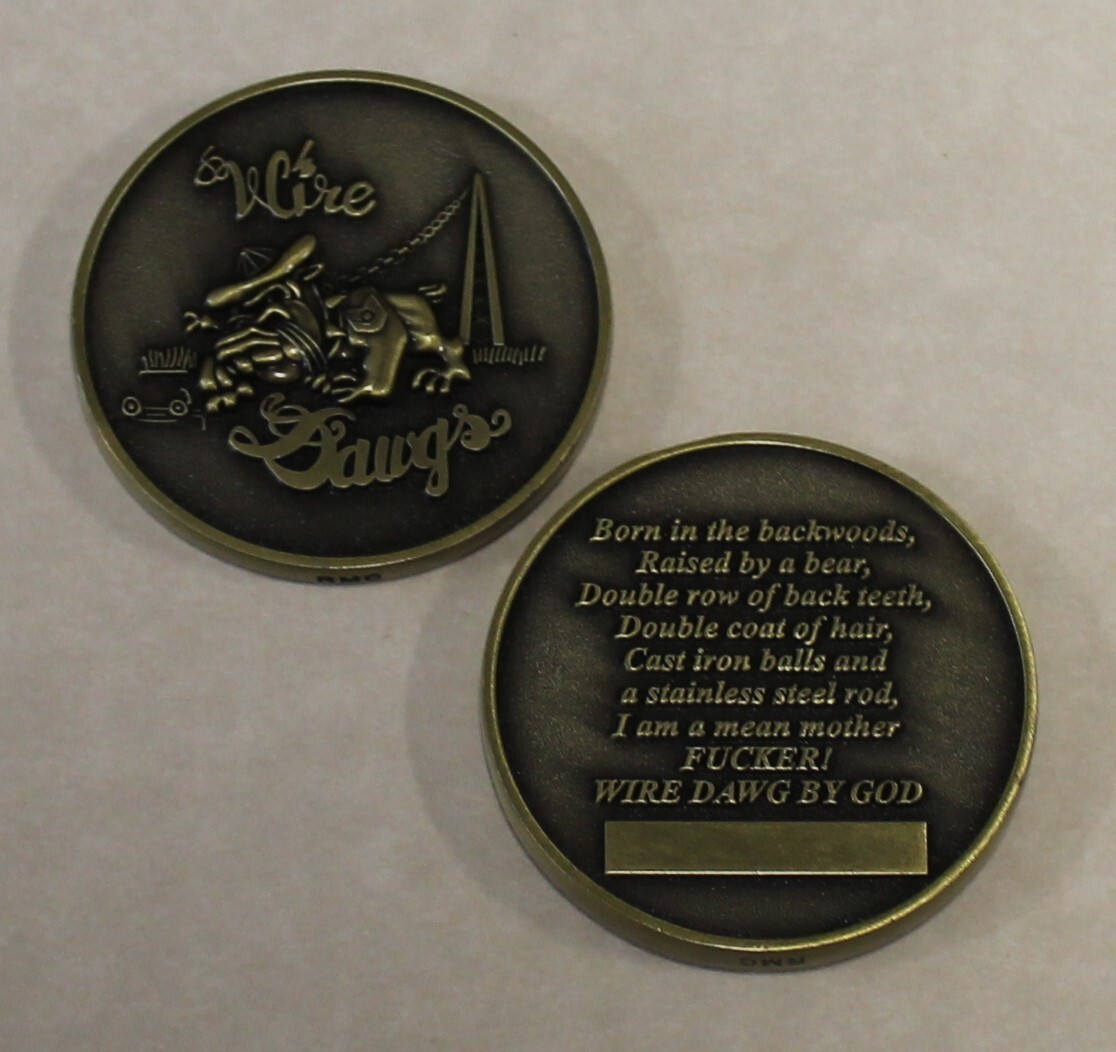 Wire
Dawgs
RMC
Born in the backwoods,
Raised by a bear,
Double row of back teeth,
Double coat of hair,
Cast iron balls and
a stainless steel rod,
I am a mean mother
FUCKER!
WIRE DAWG BY GOD
RMC